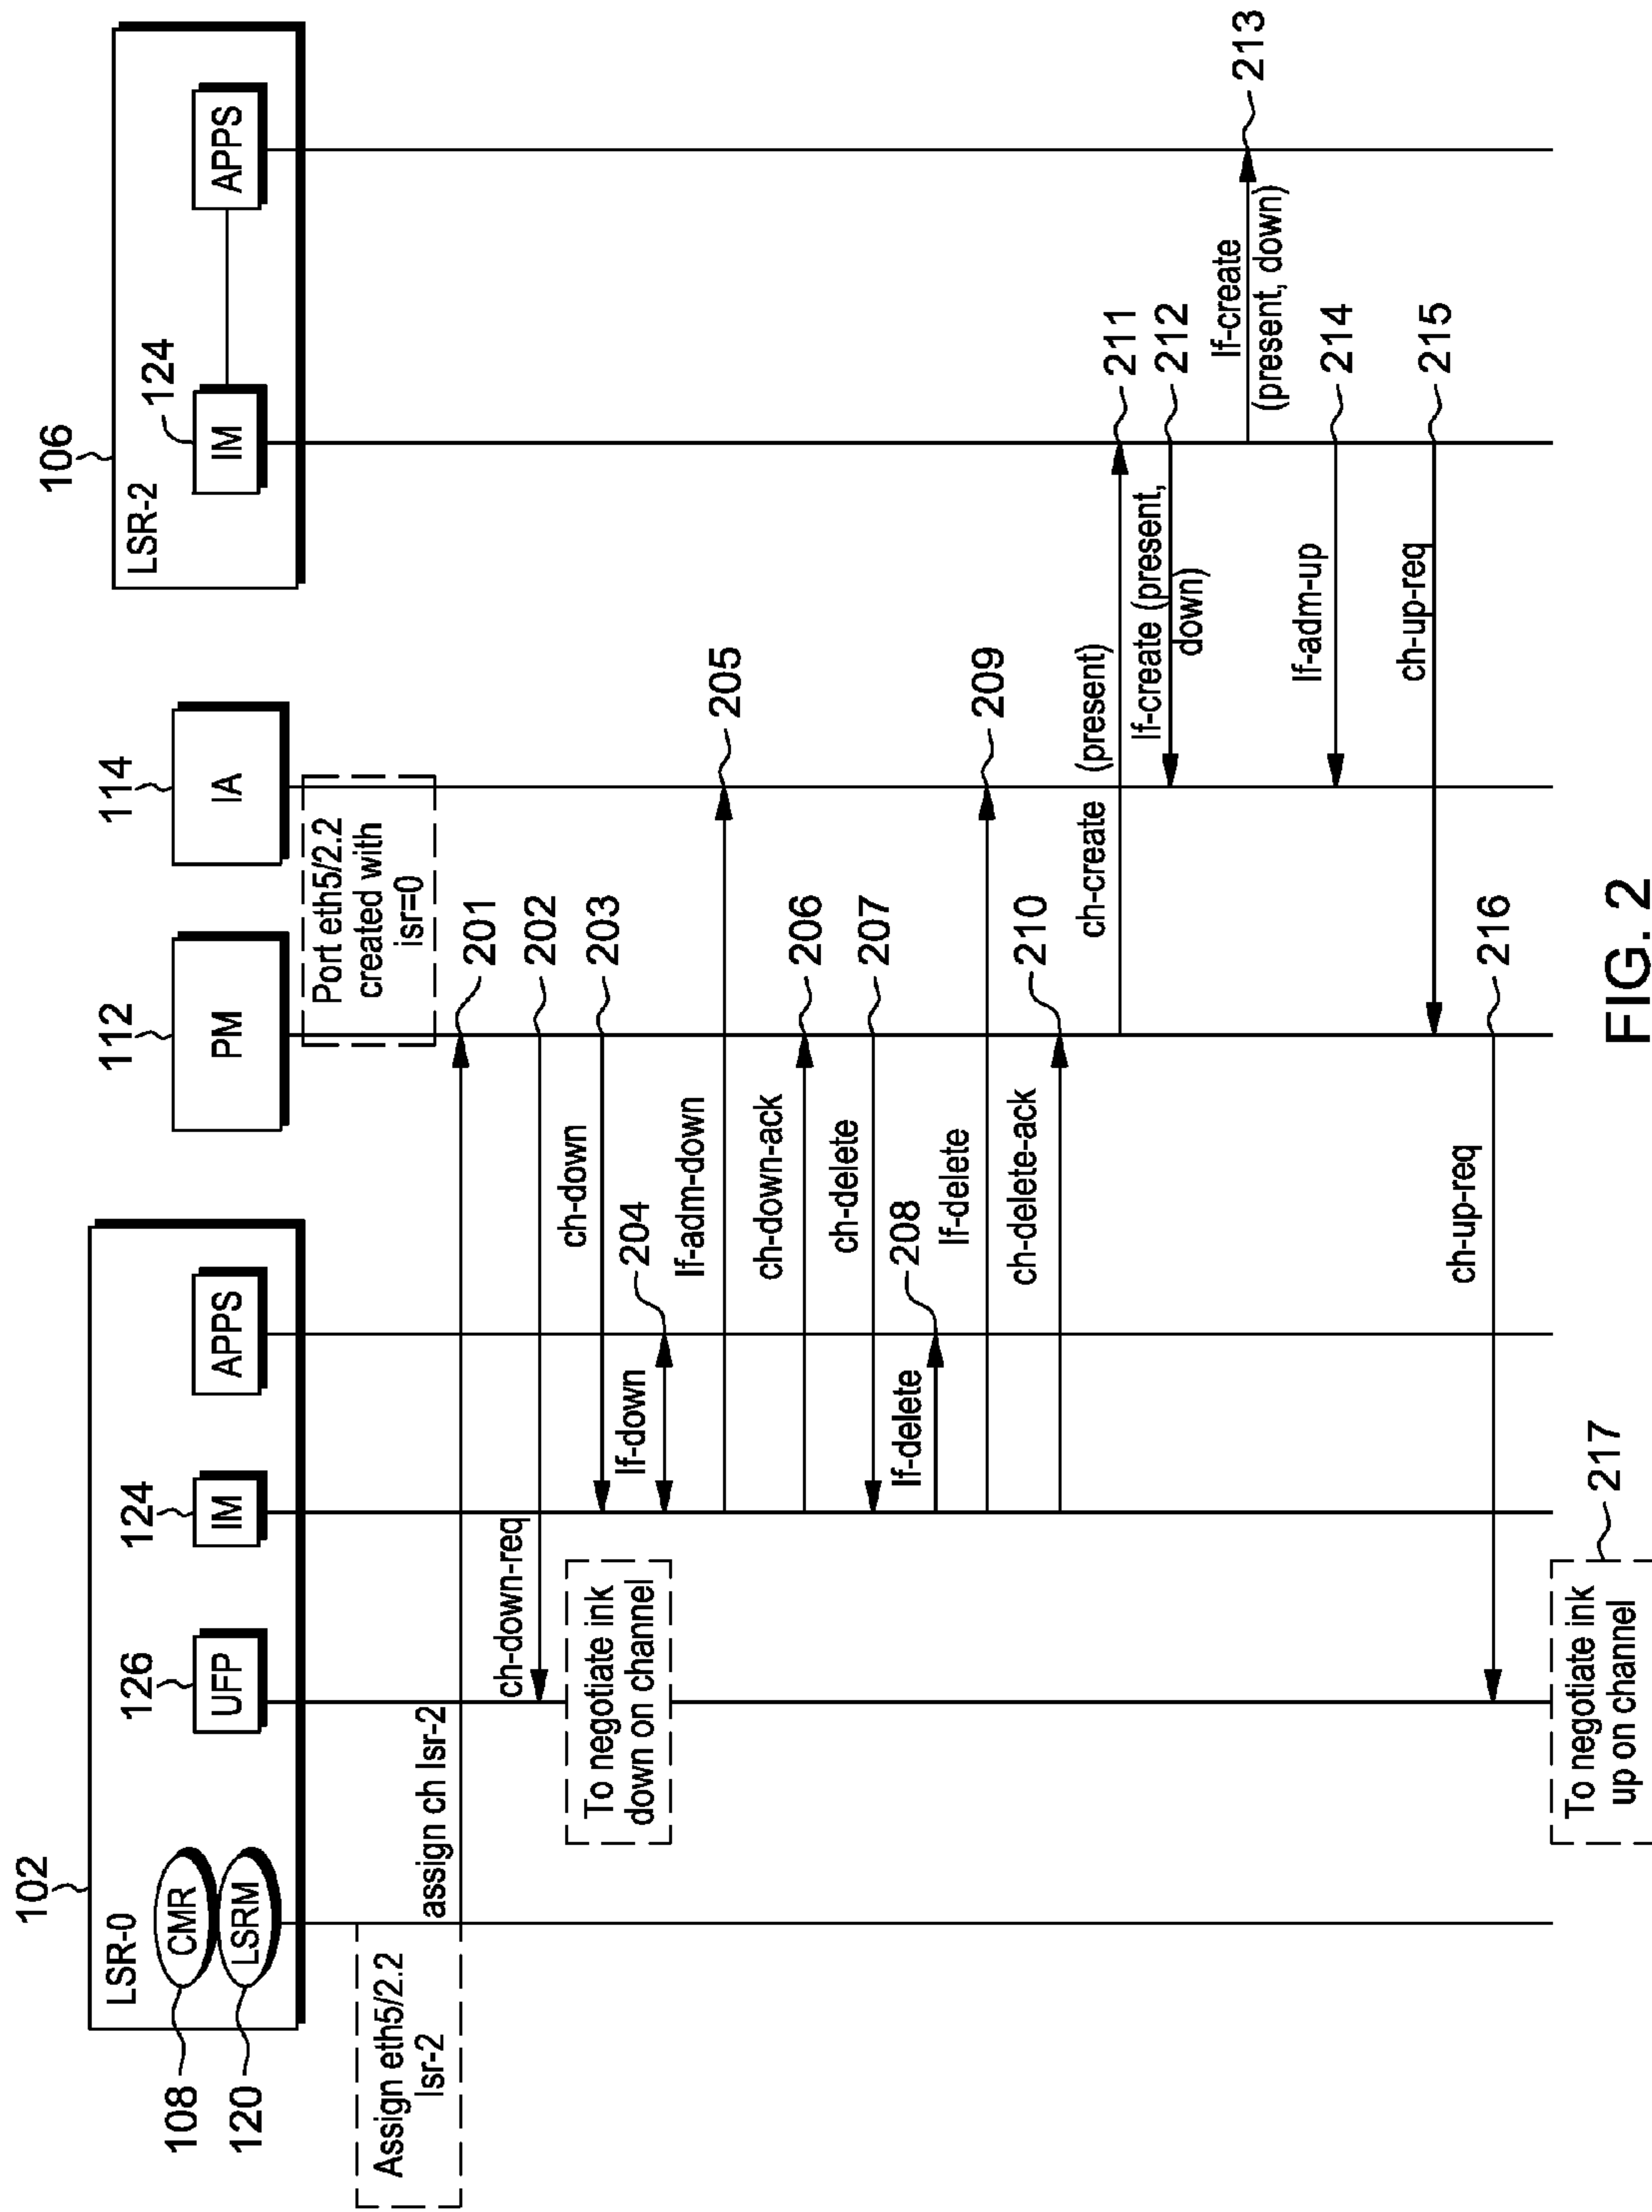 102
106
LSR-0
CMR
LSRM
108
120
UFP
126
IM
124
APPS
PM
112
IA
114
LSR-2
IM
124
APPS
Port eth5/2.2
created with
isr=0
Assign eth5/2.2
lsr-2
assign ch lsr-2
201
ch-down-req
202
To negotiate ink
down on channel
ch-down
203
If-down
204
If-adm-down
205
ch-down-ack
206
ch-delete
207
If-delete
208
If-delete
209
ch-delete-ack
210
ch-create (present)
211
If-create (present,
down)
212
If-create
(present, down)
213
If-adm-up
214
ch-up-req
215
ch-up-req
216
To negotiate ink
up on channel
217
FIG. 2